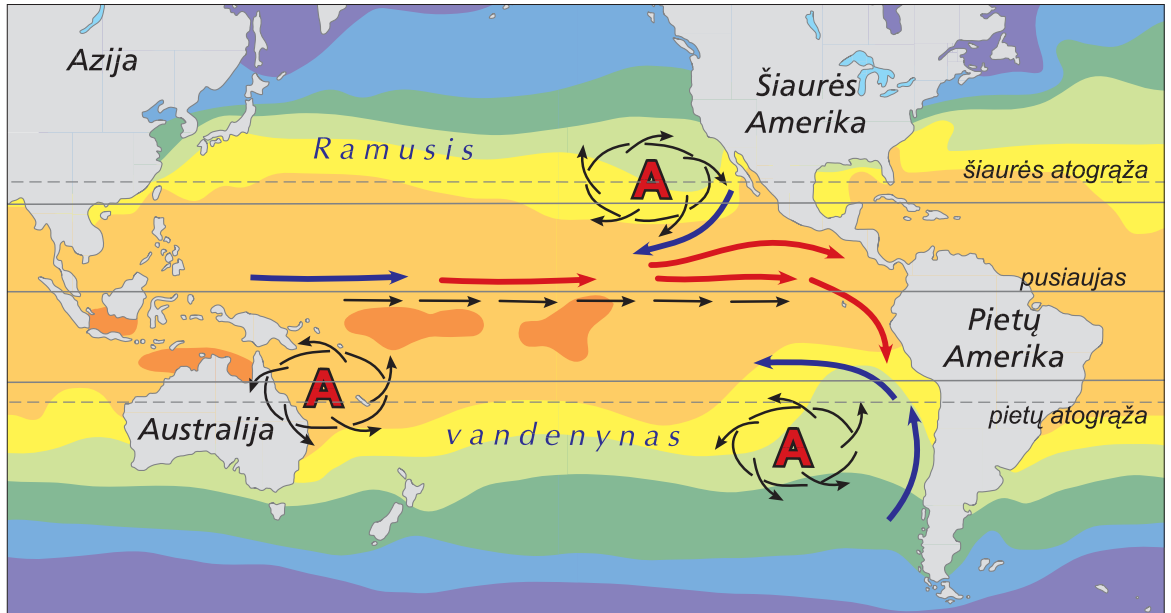 Azija
Šiaurės
Amerika
Ramusis
A
šiaurės atogrąža
pusiaujas
Pietų
Amerika
A
Australija
vandenynas
A
pietų atogrąža